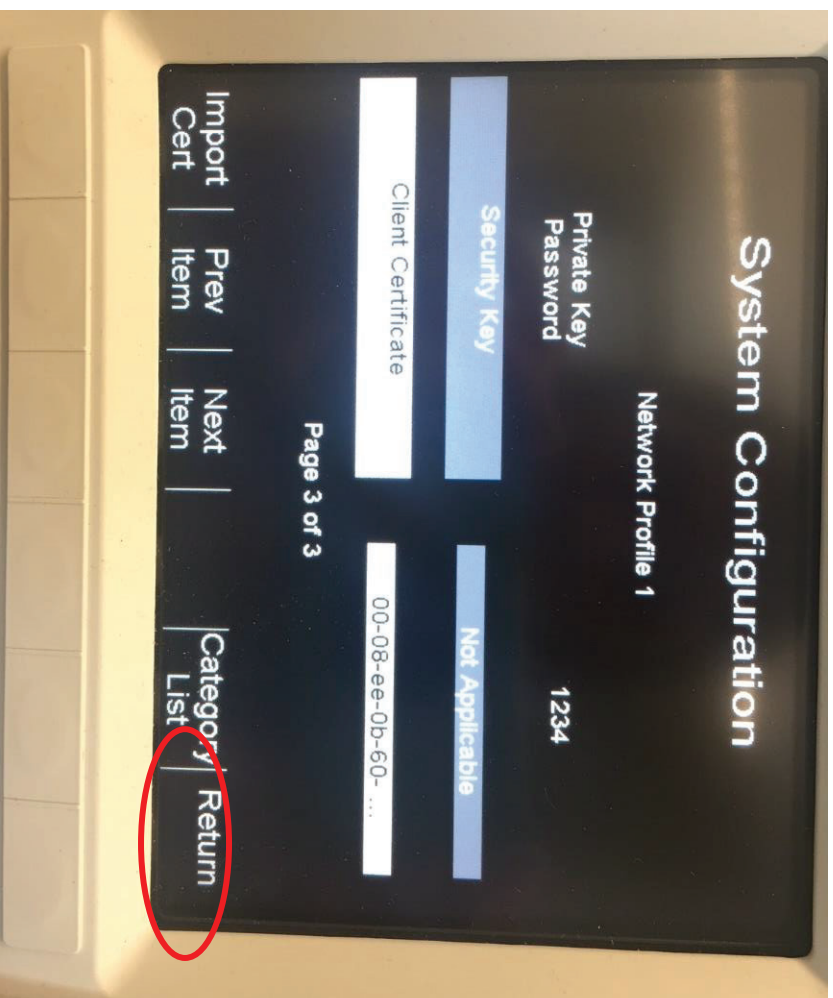 System Configuration
Network Profile 1
Private Key
Password
1234
Security Key
Not Applicable
Client Certificate
00-08-ee-0b-60- ...
Page 3 of 3
Import
Cert
Prev
Item
Next
Item
Category
List
Return